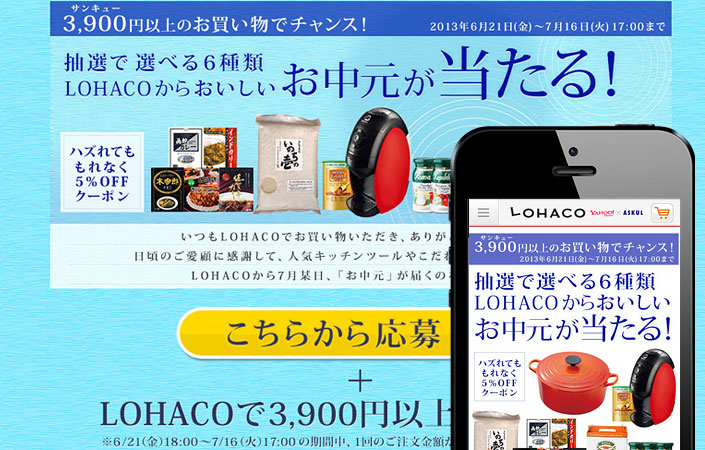 サンキュー
3,900円以上のお買い物でチャンス!
2013年6月21日(金)~7月16日(火)17:00まで
抽選で 選べる6種類
LOHACOからおいしい お中元が当たる!
ハズれても
もれなく
5%OFF
クーポン
インドカリー
いのちの壱
いつもLOHACOでお買い物いただき、ありが
日頃のご愛顧に感謝して、人気キッチンツールやこだわ
LOHACOから7月某日、「お中元」が届くの
こちらから応募
+
LOHACOで3,900円以上
※6/21(金)18:00~7/16(火)17:00の期間中、1回のご注文金額が
LOHACO YAHOO! × ASKUL
サンキュー
3,900円以上のお買い物でチャンス!
2013年6月21日(金)~7月16日(火)17:00まで
抽選で選べる6種類
LOHACOからおいしい
お中元が当たる!
ハズれても
もれなく
5%OFF
クーポン